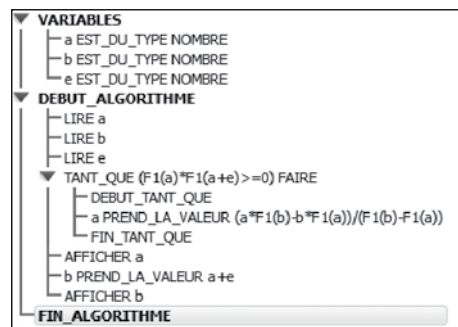 VARIABLES
a EST_DU_TYPE NOMBRE
b EST_DU_TYPE NOMBRE
e EST_DU_TYPE NOMBRE
DEBUT_ALGORITHME
LIRE a
LIRE b
LIRE e
TANT_QUE (F1(a)*F1(a+e)>=0) FAIRE
DEBUT_TANT_QUE
a PREND_LA_VALEUR (a*F1(b)-b*F1(a))/(F1(b)-F1(a))
FIN_TANT_QUE
AFFICHER a
b PREND_LA_VALEUR a+e
AFFICHER b
FIN_ALGORITHME